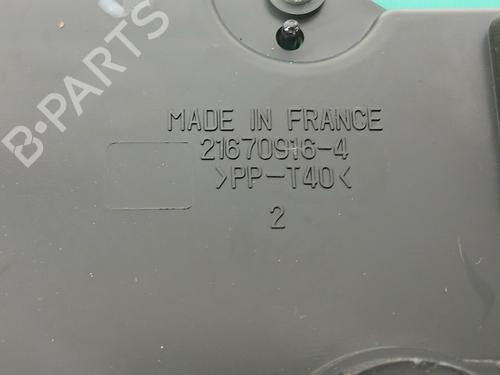 B-PARTS
MADE IN FRANCE
21670916-4
>PP-T40<
2